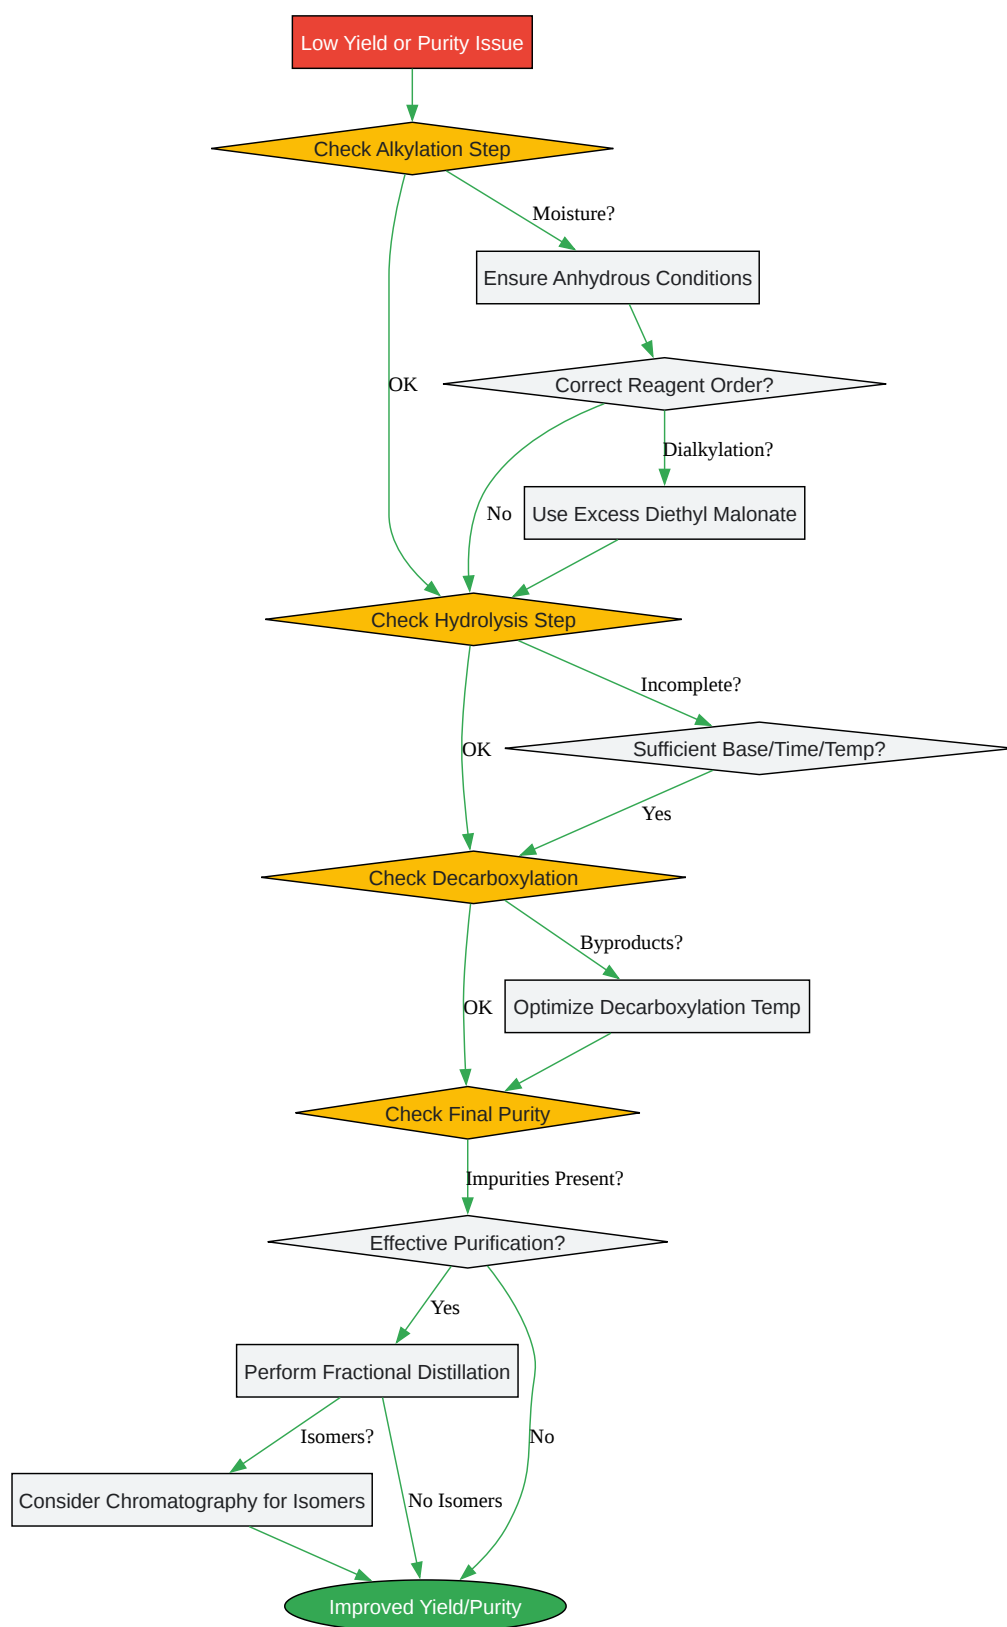 Low Yield or Purity Issue
Check Alkylation Step
Moisture?
Ensure Anhydrous Conditions
OK
Correct Reagent Order?
Dialkylation?
No
Use Excess Diethyl Malonate
Check Hydrolysis Step
Incomplete?
OK
Sufficient Base/Time/Temp?
Yes
Check Decarboxylation
Byproducts?
OK
Optimize Decarboxylation Temp
Check Final Purity
Impurities Present?
Effective Purification?
Yes
Perform Fractional Distillation
Isomers?
No
Consider Chromatography for Isomers
No Isomers
Improved Yield/Purity